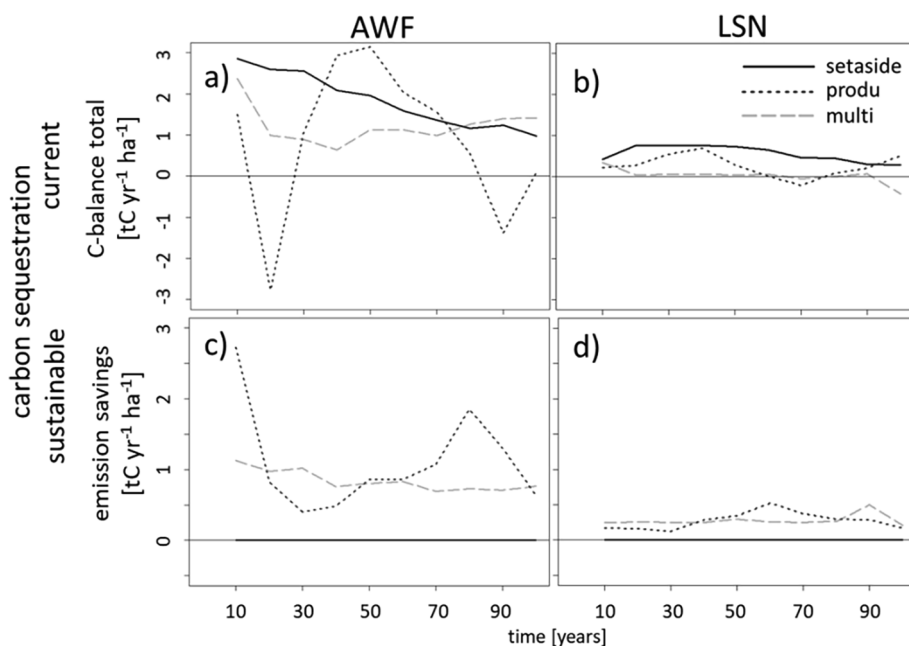 AWF
LSN
carbon sequestration
current
sustainable
C-balance total
[tC yr⁻¹ ha⁻¹]
3
2
1
0
-1
-2
-3
a)
b)
setaside
produ
multi
emission savings
[tC yr⁻¹ ha⁻¹]
3
2
1
0
c)
d)
10 30 50 70 90 10 30 50 70 90
time [years]